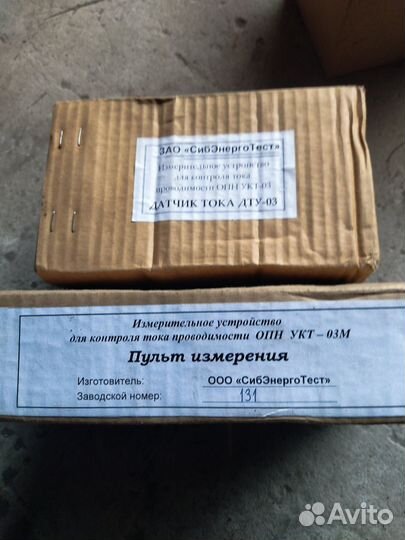 ЗАО «СибЭнергоТест»
Измерительное устройство
для контроля тока
проводимости ОПН УКТ-03
ДАТЧИК ТОКА ДТУ-03
Измерительное устройство
для контроля тока проводимости ОПН УКТ – 03М
Пульт измерения
Изготовитель: ООО «СибЭнергоТест»
Заводской номер: 131
Avito